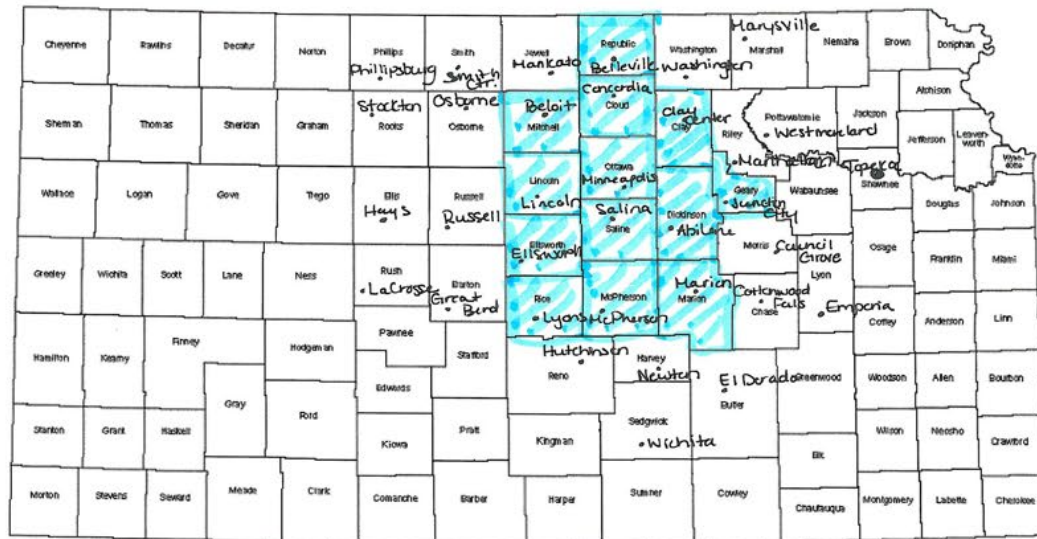 Cheyenne Rawlins Decatur Norton Phillips Smith Jewell Republic Washington Marshall Nemaha Brown Doniphan
Marysville
Phillipsburg Smith Ctr. Mankato Belleville Washington
Atchison
Stockton Osborne Beloit Concordia Clay Center
Sherman Thomas Sheridan Graham Rooks Osborne Mitchell Cloud Clay Riley Pottawatomie Jackson Jefferson Leaven-
worth
Westmoreland
Manhattan Topeka
Wyan-
dotte
Wallace Logan Gove Trego Ellis Russell Lincoln Ottawa Dickinson Geary Wabaunsee Shawnee Douglas Johnson
Hays Russell Lincoln Minneapolis Junction City
Salina Abilene
Ellsworth Saline Morris Osage
Ellsworth Council Grove
Greeley Wichita Scott Lane Ness Rush Barton Rice McPherson Marion Chase Lyon Franklin Miami
LaCrosse Great Bend Lyons McPherson Marion Cottonwood Falls Emporia
Hamilton Kearny Finney Hodgeman Pawnee Stafford Reno Harvey Coffey Anderson Linn
Hutchinson Newton El Dorado
Gray Ford Edwards Sedgwick Butler Greenwood Woodson Allen Bourbon
Wichita
Stanton Grant Haskell Kiowa Pratt Kingman Elk Wilson Neosho Crawford
Morton Stevens Seward Meade Clark Comanche Barber Harper Sumner Cowley Chautauqua Montgomery Labette Cherokee